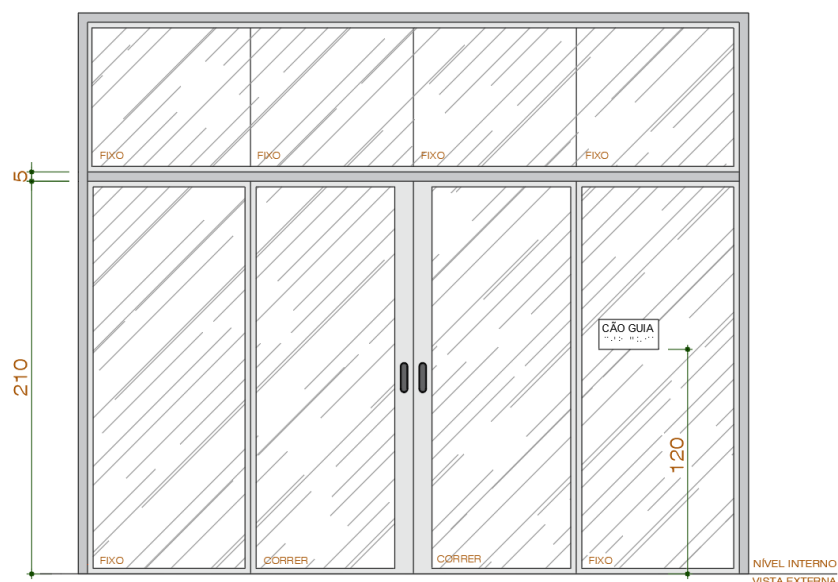 FIXO
FIXO
FIXO
FIXO
5
210
CÃO GUIA
120
FIXO
CORRER
CORRER
FIXO
NÍVEL INTERNO
VISTA EXTERNA